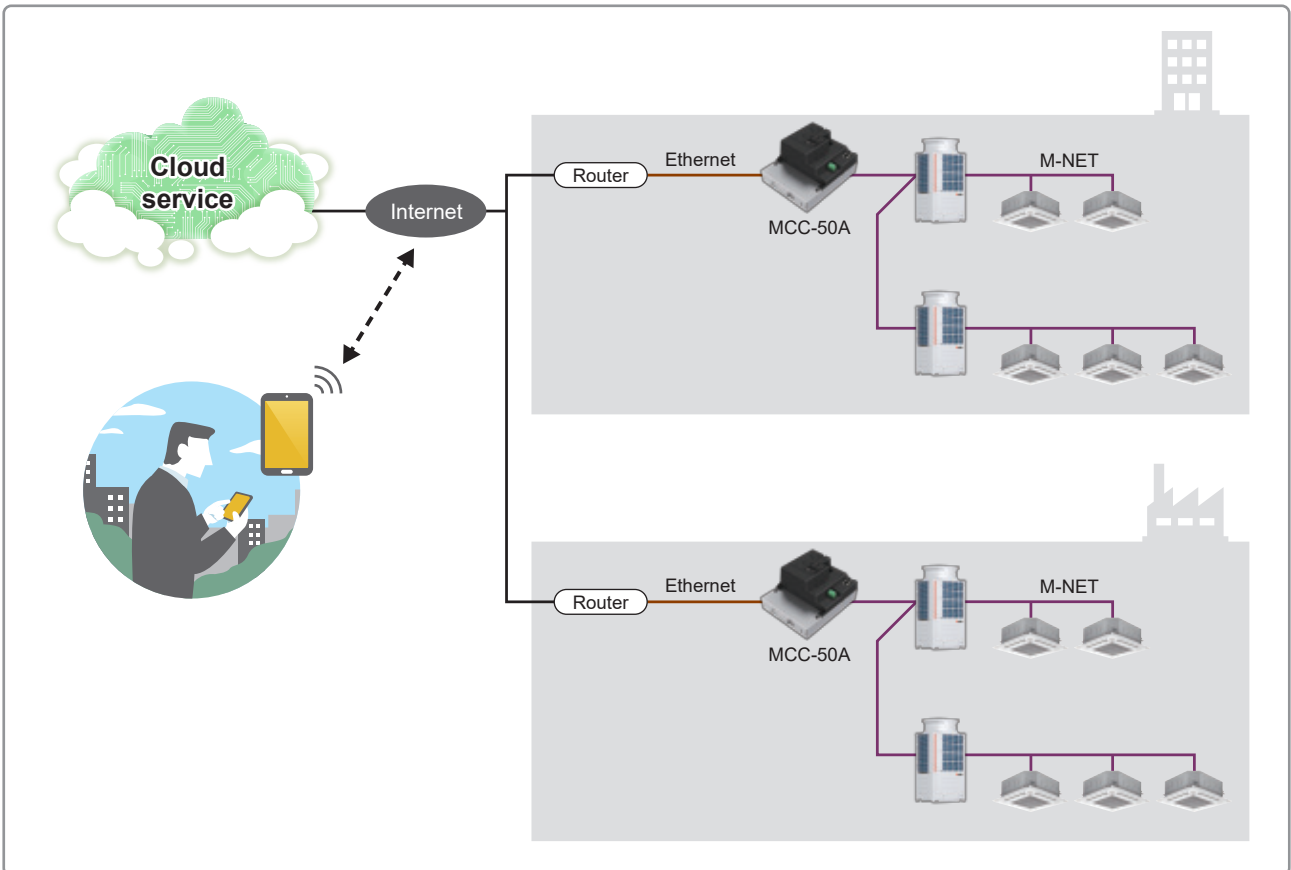 Cloud
service
Internet
Router
Ethernet
MCC-50A
M-NET
Router
Ethernet
MCC-50A
M-NET